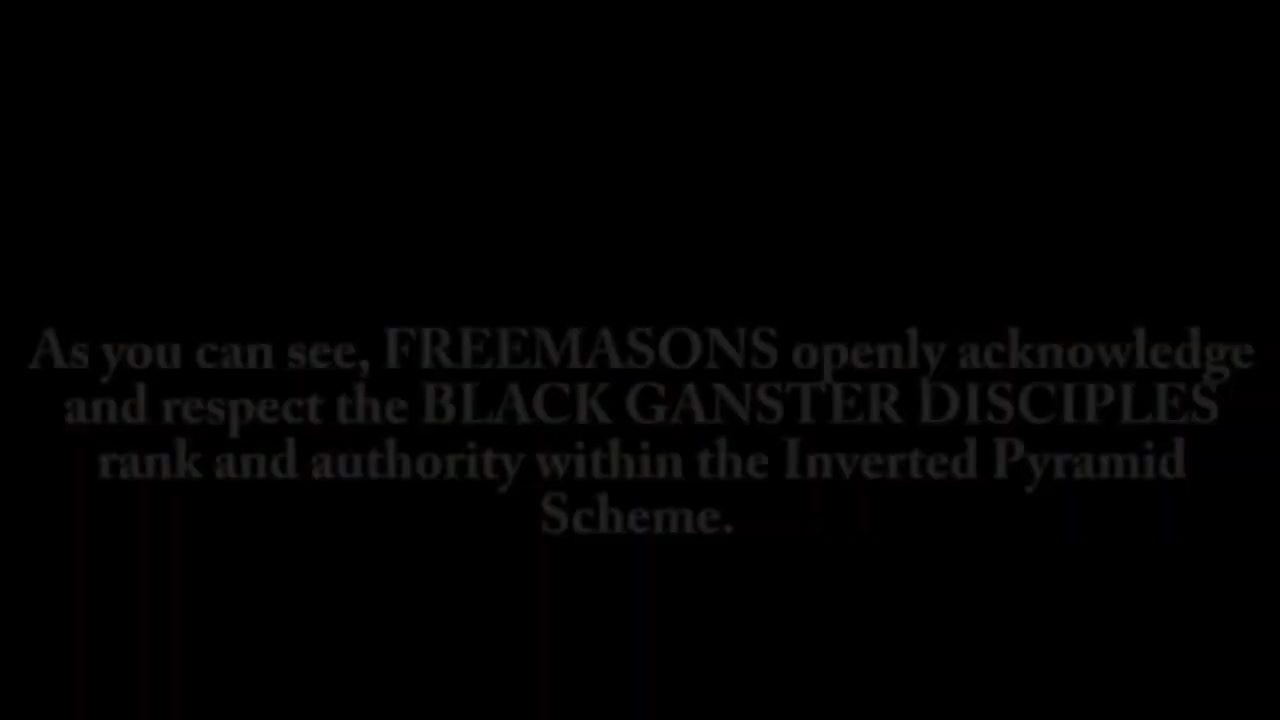 As you can see, FREEMASONS openly acknowledge
and respect the BLACK GANSTER DISCIPLES
rank and authority within the Inverted Pyramid
Scheme.